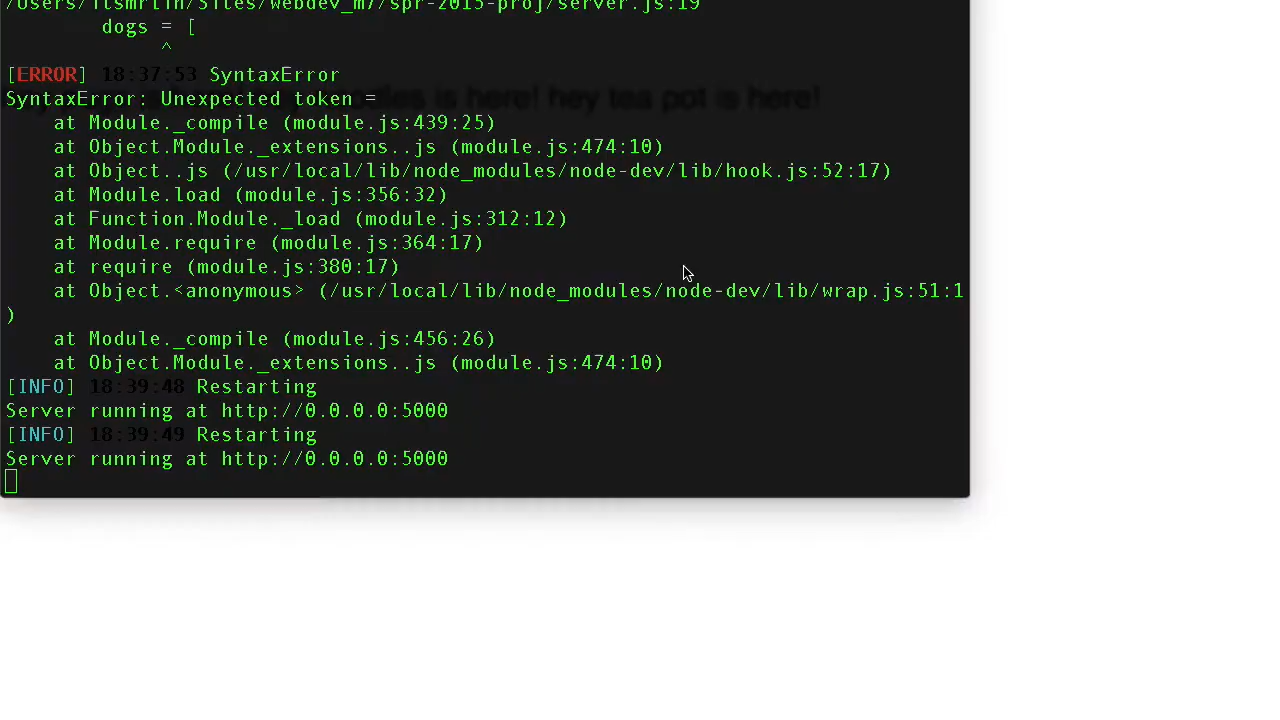 /Users/itsmrlin/Sites/webdev_m7/spr-2015-proj/server.js:19
dogs = [
^
[ERROR] 18:37:53 SyntaxError
SyntaxError: Unexpected token =
is here! hey tea pot is here!
at Module._compile (module.js:439:25)
at Object.Module._extensions..js (module.js:474:10)
at Object..js (/usr/local/lib/node_modules/node-dev/lib/hook.js:52:17)
at Module.load (module.js:356:32)
at Function.Module._load (module.js:312:12)
at Module.require (module.js:364:17)
at require (module.js:380:17)
at Object.<anonymous> (/usr/local/lib/node_modules/node-dev/lib/wrap.js:51:1
)
at Module._compile (module.js:456:26)
at Object.Module._extensions..js (module.js:474:10)
[INFO] 18:39:48 Restarting
Server running at http://0.0.0.0:5000
[INFO] 18:39:49 Restarting
Server running at http://0.0.0.0:5000